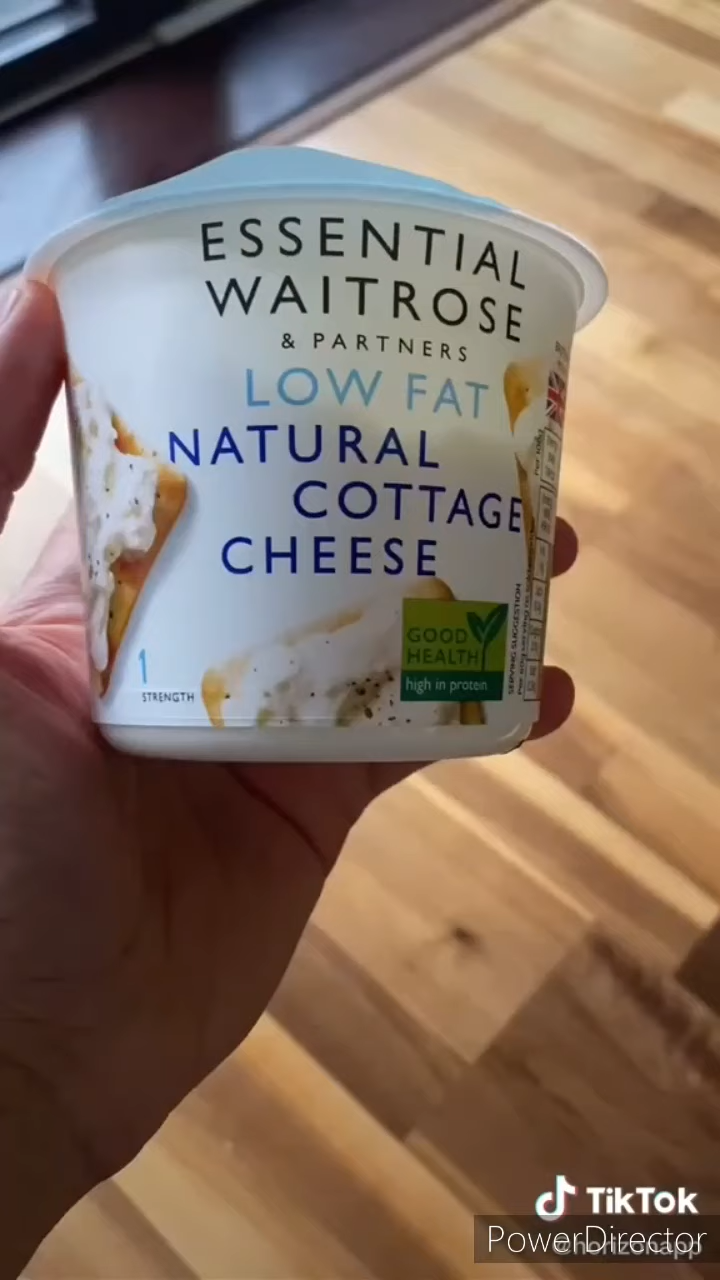 ESSENTIAL
WAITROSE
& PARTNERS
LOW FAT
NATURAL
COTTAGE
CHEESE
1
STRENGTH
GOOD
HEALTH
high in protein
SERVING SUGGESTION
TikTok
PowerDirector
@horizonapp